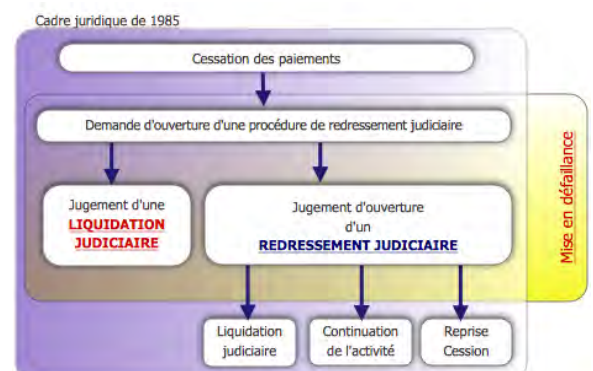 Cadre juridique de 1985
Cessation des paiements
Demande d'ouverture d'une procédure de redressement judiciaire
Jugement d'une
LIQUIDATION
JUDICIAIRE
Jugement d'ouverture
d'un
REDRESSEMENT JUDICIAIRE
Mise en défaillance
Liquidation
judiciaire
Continuation
de l'activité
Reprise
Cession